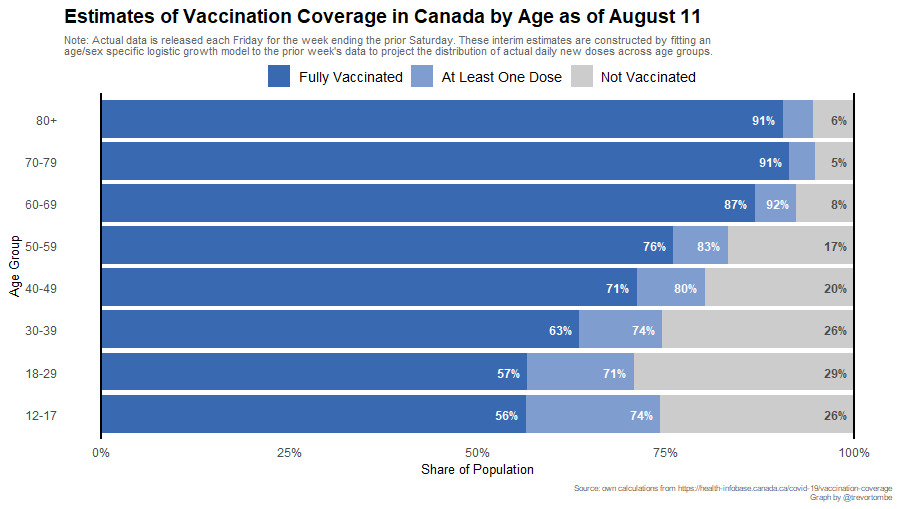 Estimates of Vaccination Coverage in Canada by Age as of August 11
Note: Actual data is released each Friday for the week ending the prior Saturday. These interim estimates are constructed by fitting an
age/sex specific logistic growth model to the prior week's data to project the distribution of actual daily new doses across age groups.
Fully Vaccinated At Least One Dose Not Vaccinated
80+ 91% 6%
70-79 91% 5%
60-69 87% 92% 8%
50-59 76% 83% 17%
40-49 71% 80% 20%
30-39 63% 74% 26%
18-29 57% 71% 29%
12-17 56% 74% 26%
Age Group
0% 25% 50% 75% 100%
Share of Population
Source: own calculations from https://health-infobase.canada.ca/covid-19/vaccination-coverage
Graph by @trevortombe